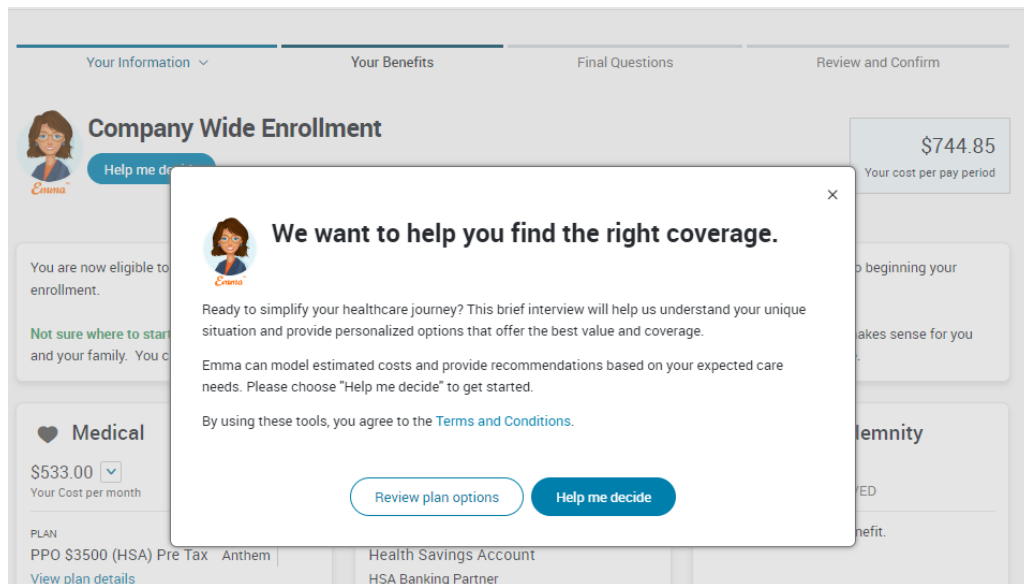 Your Information
Your Benefits
Final Questions
Review and Confirm
Company Wide Enrollment
Emma
Help me
$744.85
Your cost per pay period
We want to help you find the right coverage.
Emma
Ready to simplify your healthcare journey? This brief interview will help us understand your unique
situation and provide personalized options that offer the best value and coverage.
Emma can model estimated costs and provide recommendations based on your expected care
needs. Please choose "Help me decide" to get started.
By using these tools, you agree to the Terms and Conditions.
Review plan options
Help me decide
You are now eligible to
beginning your
enrollment.
Not sure where to start
makes sense for you
and your family. You
Medical
$533.00
Your Cost per month
PLAN
PPO $3500 (HSA) Pre Tax Anthem
View plan details
Health Savings Account
HSA Banking Partner